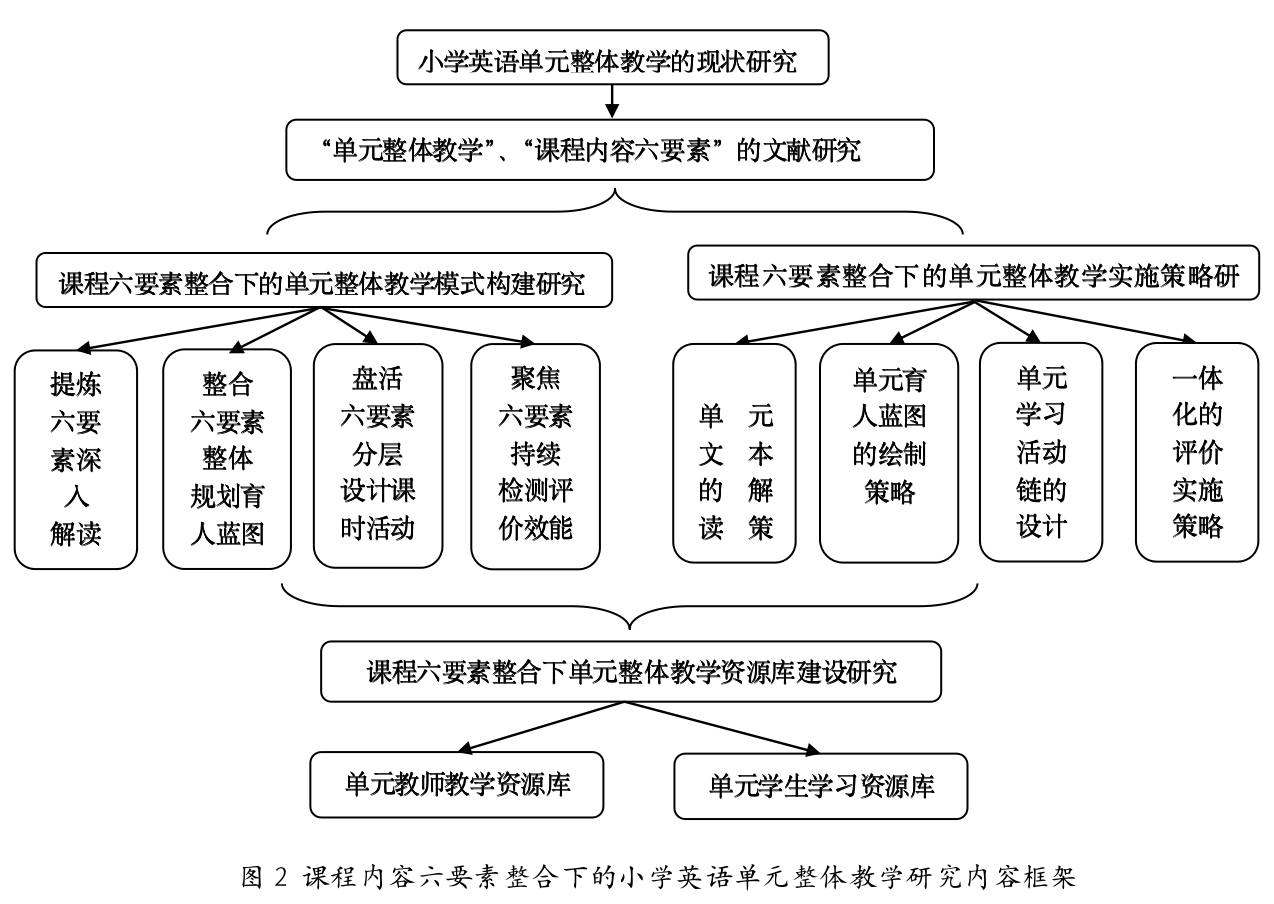 小学英语单元整体教学的现状研究
“单元整体教学”、“课程内容六要素”的文献研究
课程六要素整合下的单元整体教学模式构建研究
课程六要素整合下的单元整体教学实施策略研
提炼
六要
素深
入
解读
整合
六要素
整体
规划育
人蓝图
盘活
六要素
分层
设计课
时活动
聚焦
六要素
持续
检测评
价效能
单 元
文 本
的 解
读 策
单元育
人蓝图
的绘制
策略
单元
学习
活动
链的
设计
一体
化的
评价
实施
策略
课程六要素整合下单元整体教学资源库建设研究
单元教师教学资源库
单元学生学习资源库
图 2 课程内容六要素整合下的小学英语单元整体教学研究内容框架